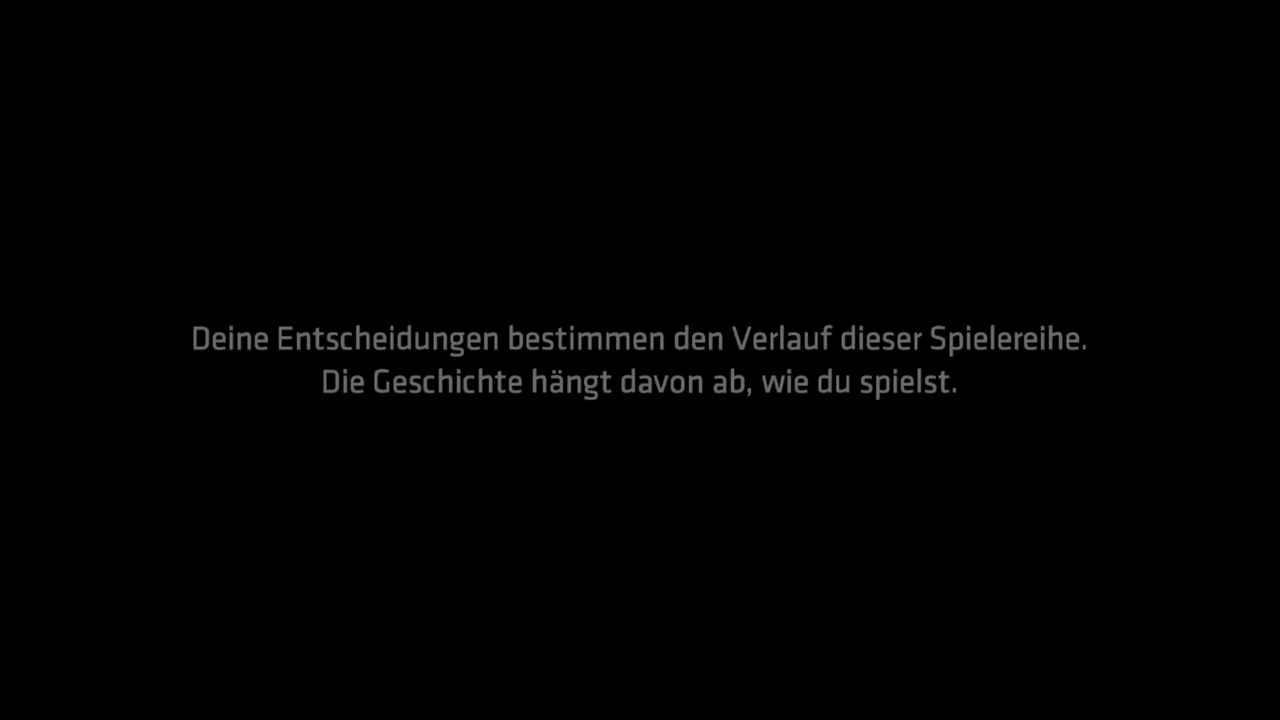 Deine Entscheidungen bestimmen den Verlauf dieser Spielereihe.
Die Geschichte hängt davon ab, wie du spielst.